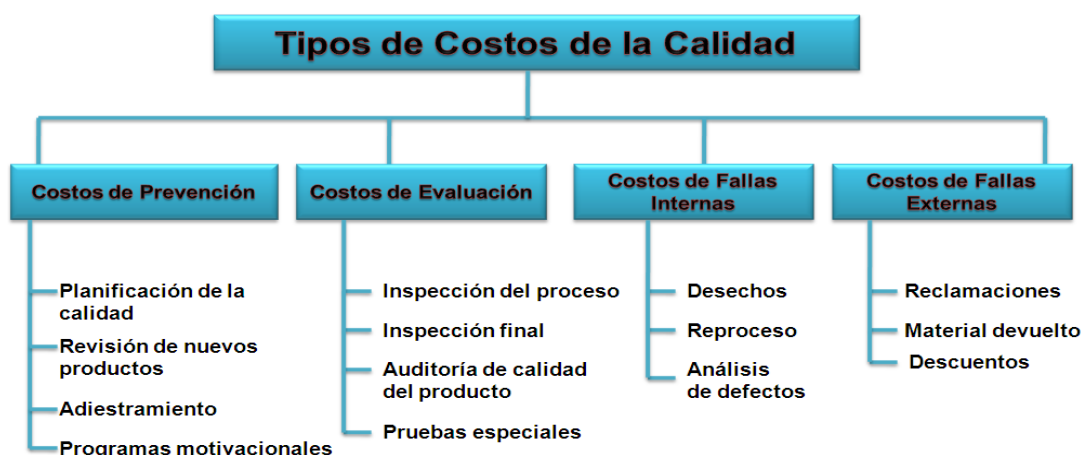 Tipos de Costos de la Calidad
Costos de Prevención
Planificación de la
calidad
Revisión de nuevos
productos
Adiestramiento
Programas motivacionales
Costos de Evaluación
Inspección del proceso
Inspección final
Auditoría de calidad
del producto
Pruebas especiales
Costos de Fallas
Internas
Desechos
Reproceso
Análisis
de defectos
Costos de Fallas
Externas
Reclamaciones
Material devuelto
Descuentos